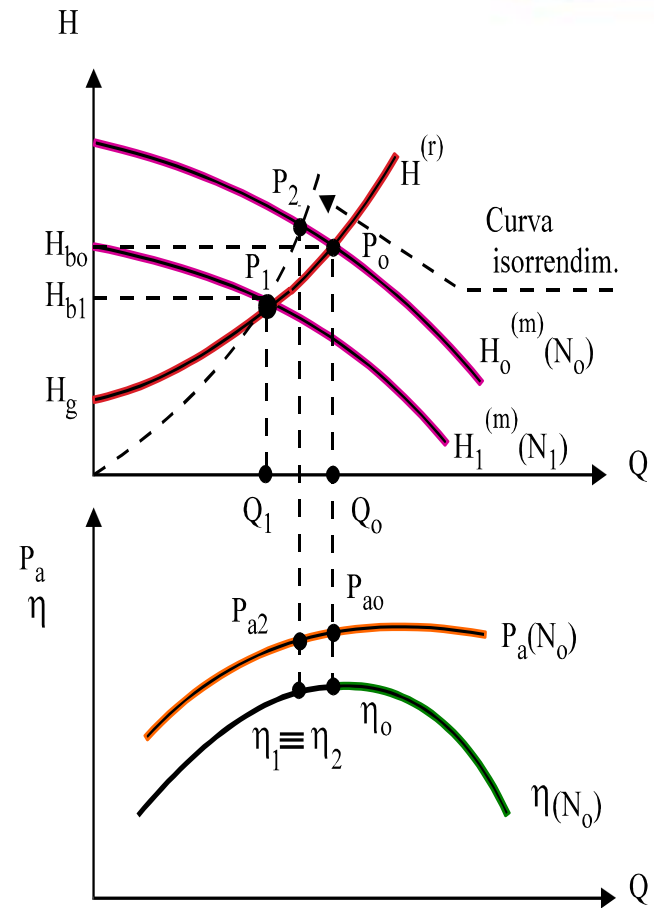 H
H(r)
P2
Curva
isorrendim.
Hbo
Po
P1
Hb1
Ho(m)(No)
Hg
H1(m)(N1)
Q
Q1
Qo
Pa
η
Pao
Pa2
Pa(No)
ηo
η1≡ η2
η(No)
Q